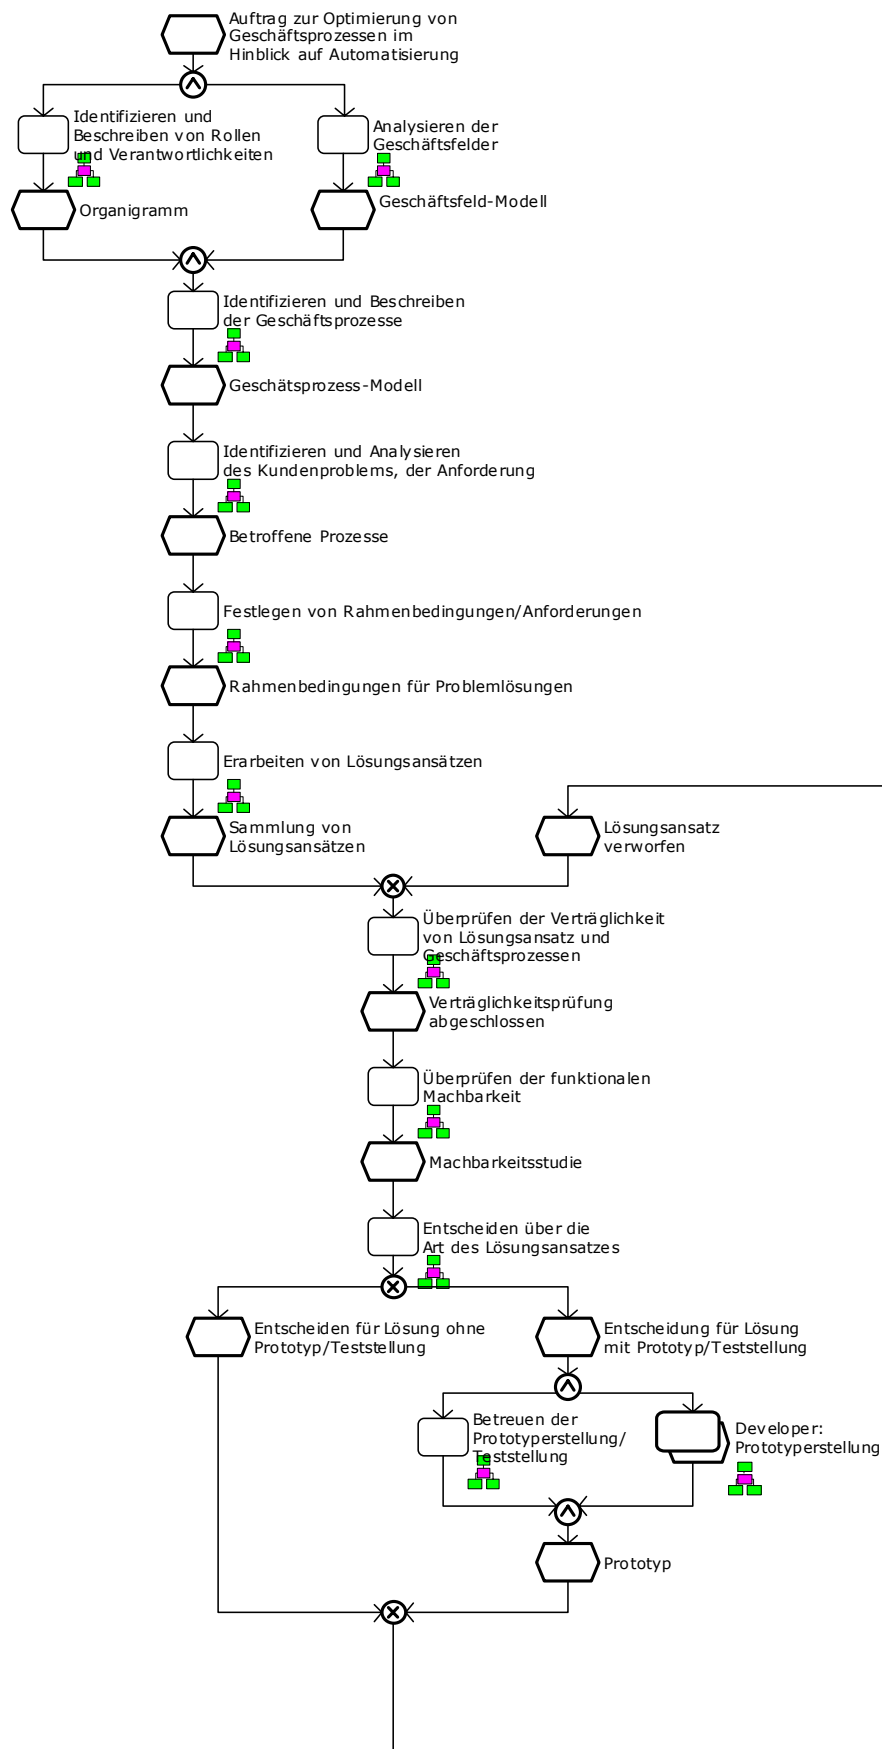 Auftrag zur Optimierung von
Geschäftsprozessen im
Hinblick auf Automatisierung
Identifizieren und
Beschreiben von Rollen
und Verantwortlichkeiten
Analysieren der
Geschäftsfelder
Organigramm
Geschäftsfeld-Modell
Identifizieren und Beschreiben
der Geschäftsprozesse
Geschätsprozess-Modell
Identifizieren und Analysieren
des Kundenproblems, der Anforderung
Betroffene Prozesse
Festlegen von Rahmenbedingungen/Anforderungen
Rahmenbedingungen für Problemlösungen
Erarbeiten von Lösungsansätzen
Sammlung von
Lösungsansätzen
Lösungsansatz
verworfen
Überprüfen der Verträglichkeit
von Lösungsansatz und
Geschäftsprozessen
Verträglichkeitsprüfung
abgeschlossen
Überprüfen der funktionalen
Machbarkeit
Machbarkeitsstudie
Entscheiden über die
Art des Lösungsansatzes
Entscheiden für Lösung ohne
Prototyp/Teststellung
Entscheidung für Lösung
mit Prototyp/Teststellung
Betreuen der
Prototyperstellung/
Teststellung
Developer:
Prototyperstellung
Prototyp